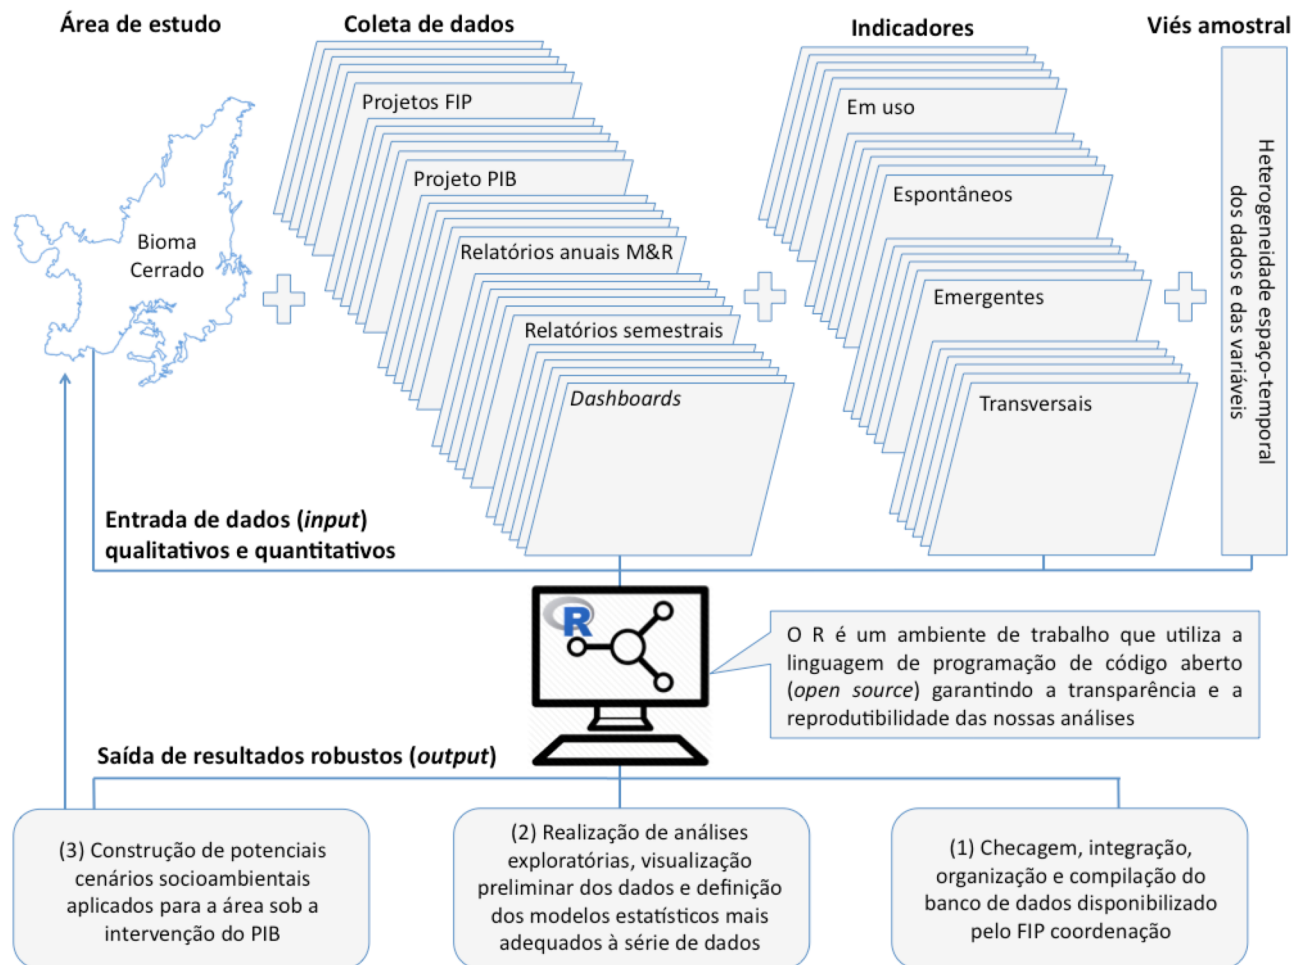 Área de estudo
Coleta de dados
Indicadores
Viés amostral
Bioma
Cerrado
Projetos FIP
Projeto PIB
Relatórios anuais M&R
Relatórios semestrais
Dashboards
Em uso
Espontâneos
Emergentes
Transversais
Heterogeneidade espaço-temporal
dos dados e das variáveis
Entrada de dados (input)
qualitativos e quantitativos
R
O R é um ambiente de trabalho que utiliza a
linguagem de programação de código aberto
(open source) garantindo a transparência e a
reprodutibilidade das nossas análises
Saída de resultados robustos (output)
(3) Construção de potenciais
cenários socioambientais
aplicados para a área sob a
intervenção do PIB
(2) Realização de análises
exploratórias, visualização
preliminar dos dados e definição
dos modelos estatísticos mais
adequados à série de dados
(1) Checagem, integração,
organização e compilação do
banco de dados disponibilizado
pelo FIP coordenação